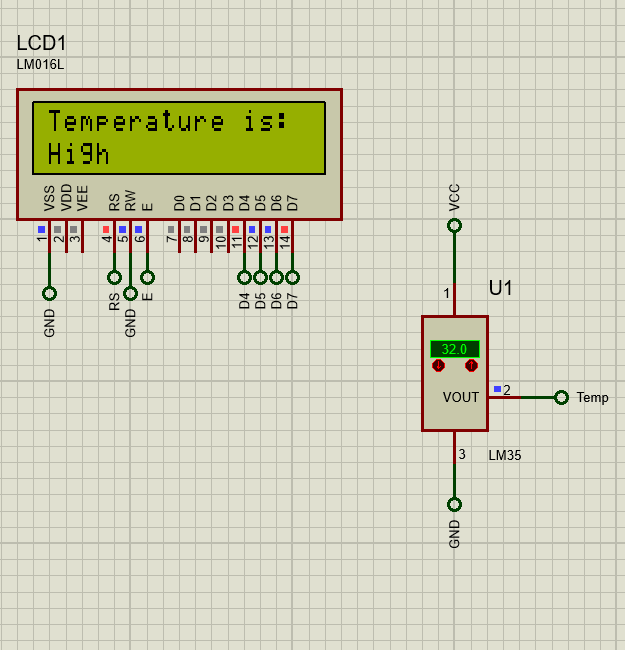 LCD1
LM016L
Temperature is:
High
VSS VDD VEE RS RW E D0 D1 D2 D3 D4 D5 D6 D7
1 2 3 4 5 6 7 8 9 10 11 12 13 14
GND RS GND E D4 D5 D6 D7
VCC
1
U1
32.0
2
VOUT
Temp
3
LM35
GND